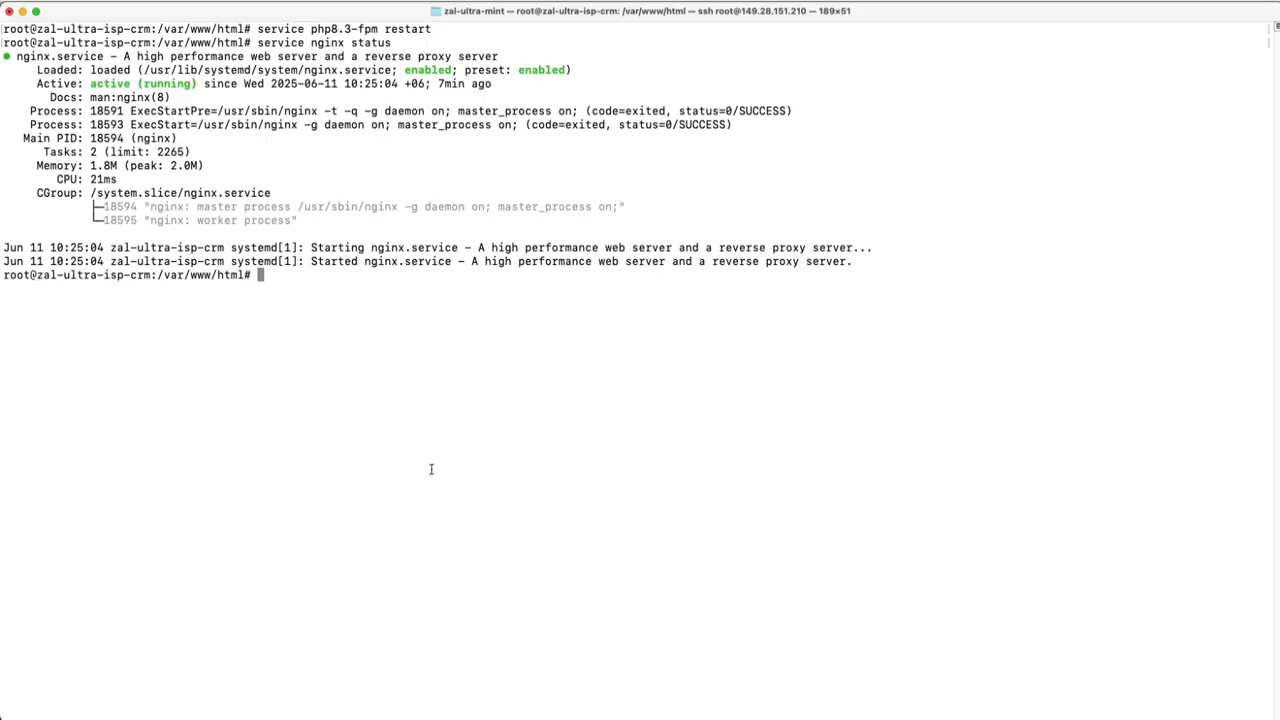 zal-ultra-mint — root@zal-ultra-isp-crm: /var/www/html — ssh root@149.28.151.210 — 189×51
root@zal-ultra-isp-crm:/var/www/html# service php8.3-fpm restart
root@zal-ultra-isp-crm:/var/www/html# service nginx status
● nginx.service - A high performance web server and a reverse proxy server
Loaded: loaded (/usr/lib/systemd/system/nginx.service; enabled; preset: enabled)
Active: active (running) since Wed 2025-06-11 10:25:04 +06; 7min ago
Docs: man:nginx(8)
Process: 18591 ExecStartPre=/usr/sbin/nginx -t -q -g daemon on; master_process on; (code=exited, status=0/SUCCESS)
Process: 18593 ExecStart=/usr/sbin/nginx -g daemon on; master_process on; (code=exited, status=0/SUCCESS)
Main PID: 18594 (nginx)
Tasks: 2 (limit: 2265)
Memory: 1.8M (peak: 2.0M)
CPU: 21ms
CGroup: /system.slice/nginx.service
├─18594 "nginx: master process /usr/sbin/nginx -g daemon on; master_process on;"
└─18595 "nginx: worker process"
Jun 11 10:25:04 zal-ultra-isp-crm systemd[1]: Starting nginx.service - A high performance web server and a reverse proxy server...
Jun 11 10:25:04 zal-ultra-isp-crm systemd[1]: Started nginx.service - A high performance web server and a reverse proxy server.
root@zal-ultra-isp-crm:/var/www/html#